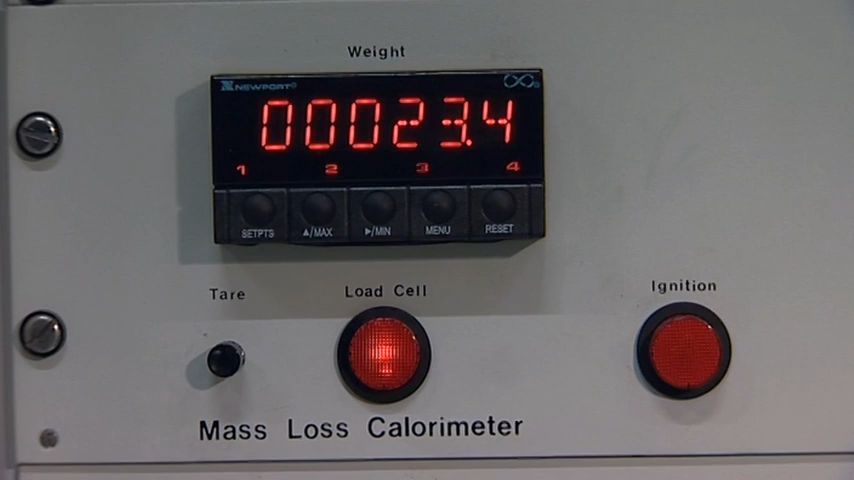 Weight
NEWPORT
000023.4
1 2 3 4
SETPTS ▲/MAX ▶/MIN MENU RESET
Tare Load Cell Ignition
Mass Loss Calorimeter